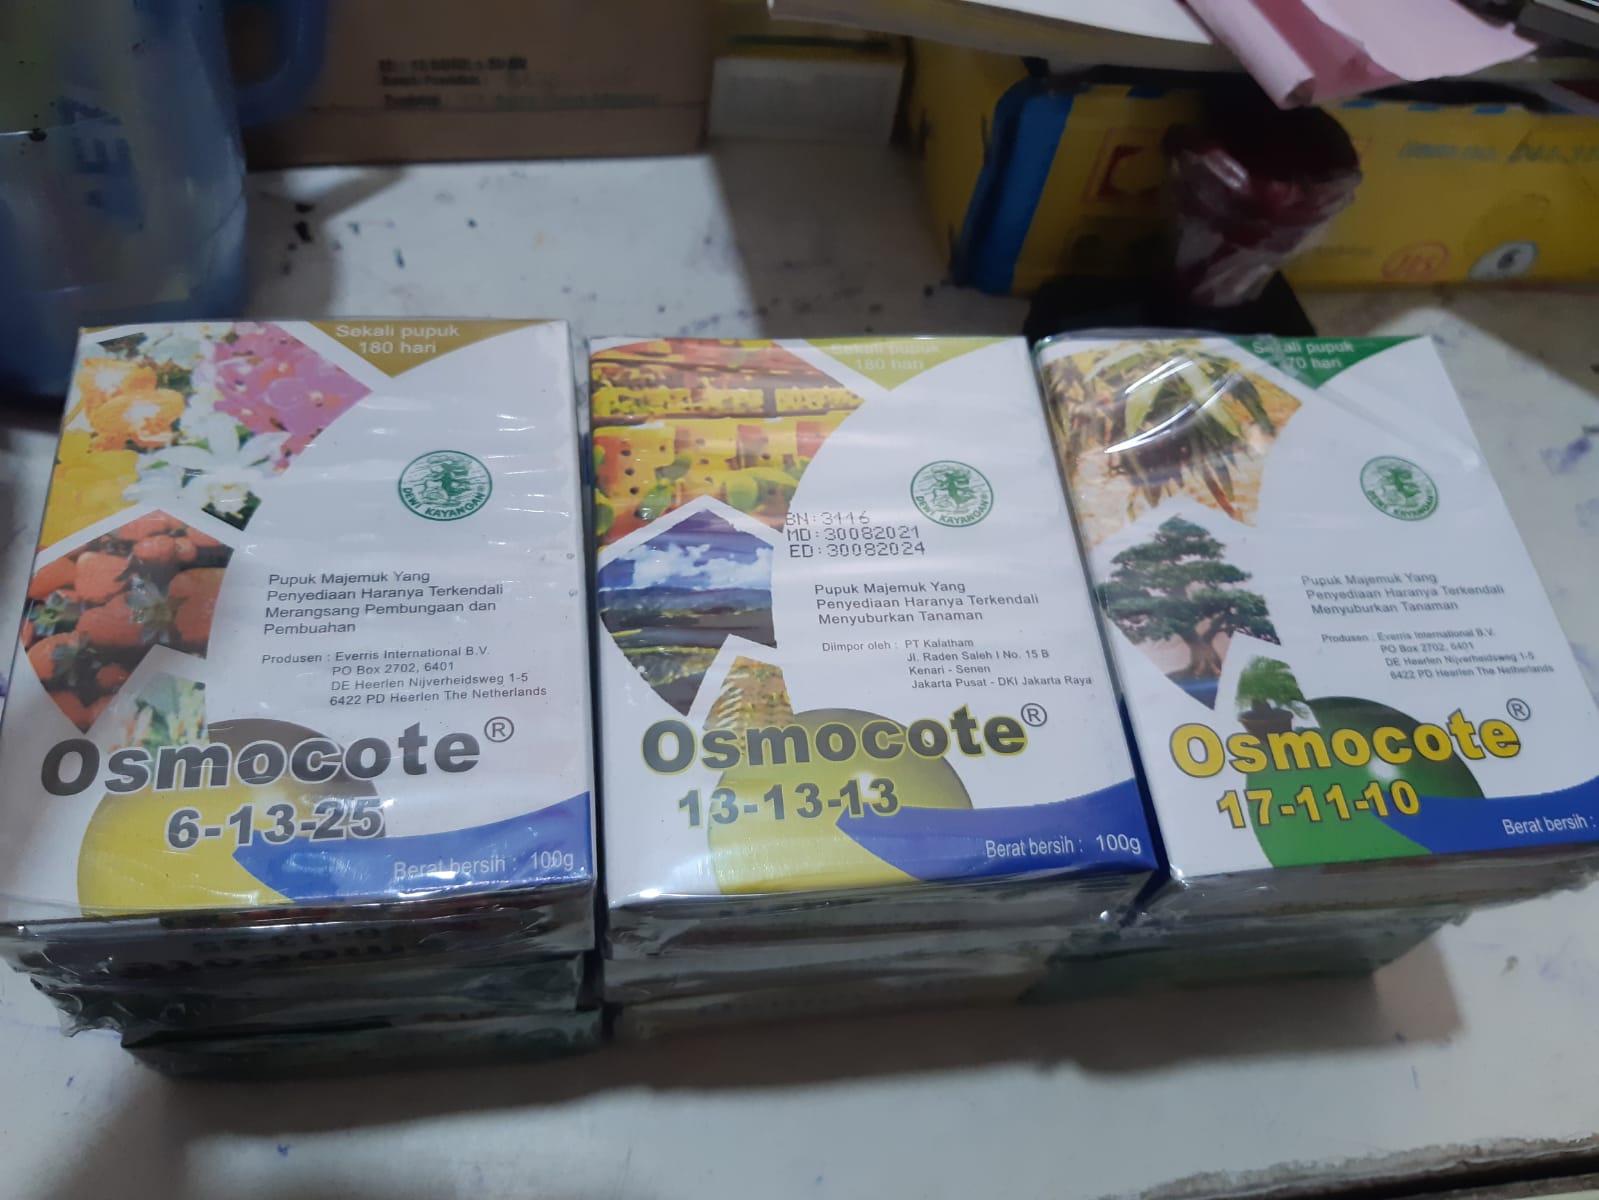 Sekali pupuk
180 hari
DEWI KAYANGAN
Pupuk Majemuk Yang
Penyediaan Haranya Terkendali
Merangsang Pembungaan dan
Pembuahan
Produsen : Everris International B.V.
PO Box 2702, 6401
DE Heerlen Nijverheidsweg 1-5
6422 PD Heerlen The Netherlands
Osmocote®
6-13-25
Berat bersih : 100g
Sekali pupuk
180 hari
DEWI KAYANGAN
BN:3116
MD:30082021
ED:30082024
Pupuk Majemuk Yang
Penyediaan Haranya Terkendali
Menyuburkan Tanaman
Diimpor oleh : PT Kalatham
Jl. Raden Saleh I No. 15 B
Kenari - Senen
Jakarta Pusat - DKI Jakarta Raya
Osmocote®
13-13-13
Berat bersih : 100g
Sekali pupuk
70 hari
DEWI KAYANGAN
Pupuk Majemuk Yang
Penyediaan Haranya Terkendali
Menyuburkan Tanaman
Produsen : Everris International B.V.
PO Box 2702, 6401
DE Heerlen Nijverheidsweg 1-5
6422 PD Heerlen The Netherlands
Osmocote®
17-11-10
Berat bersih :